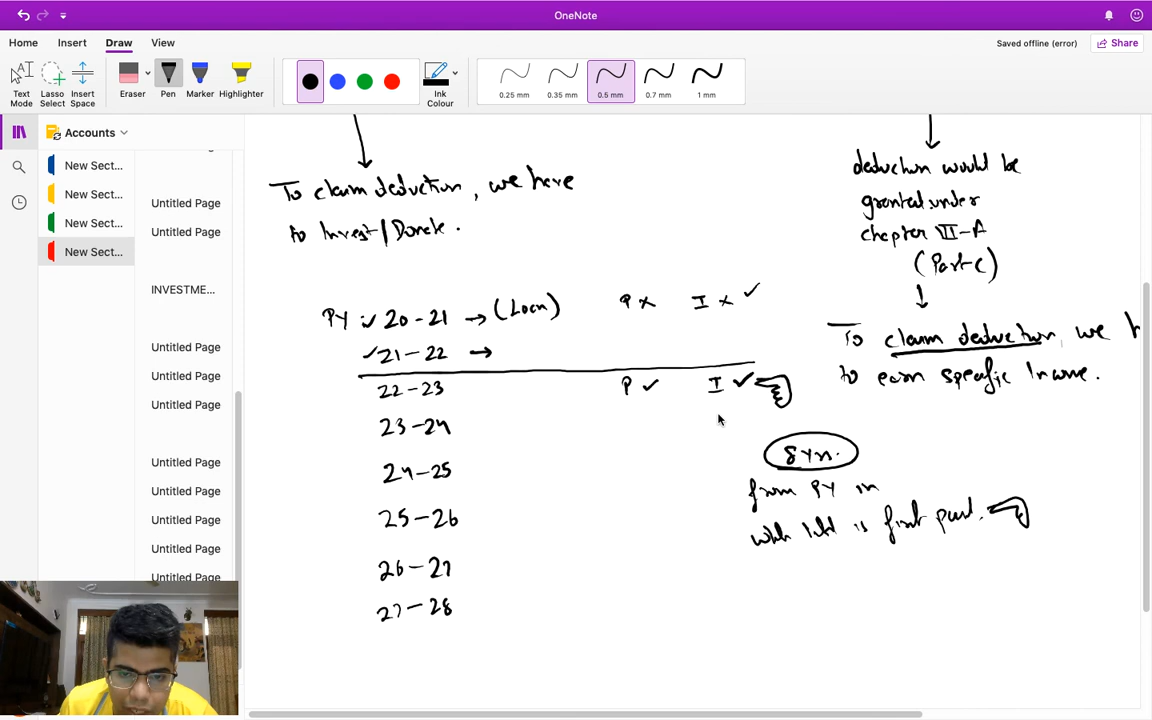 OneNote
Home Insert Draw View
Saved offline (error) Share
Text Mode
Lasso Select
Insert Space
Eraser
Pen
Marker
Highlighter
Ink Colour
0.25 mm
0.35 mm
0.5 mm
0.7 mm
1 mm
Accounts
New Sect...
New Sect...
New Sect...
New Sect...
Untitled Page
Untitled Page
INVESTME...
Untitled Page
Untitled Page
Untitled Page
Untitled Page
Untitled Page
Untitled Page
Untitled Page
Untitled Page
To claim deduction, we have
to Invest/Donate.
PY ✓ 20-21 → (Loan) P × I × ✓
✓ 21-22 →
22-23 P ✓ I ✓
23-24
24-25
25-26
26-27
27-28
deduction would be
granted under
chapter VI-A
(Part-C)
To claim deduction, we h
to earn specific Income.
8 Yrs.
from PY in
which Int is first paid.